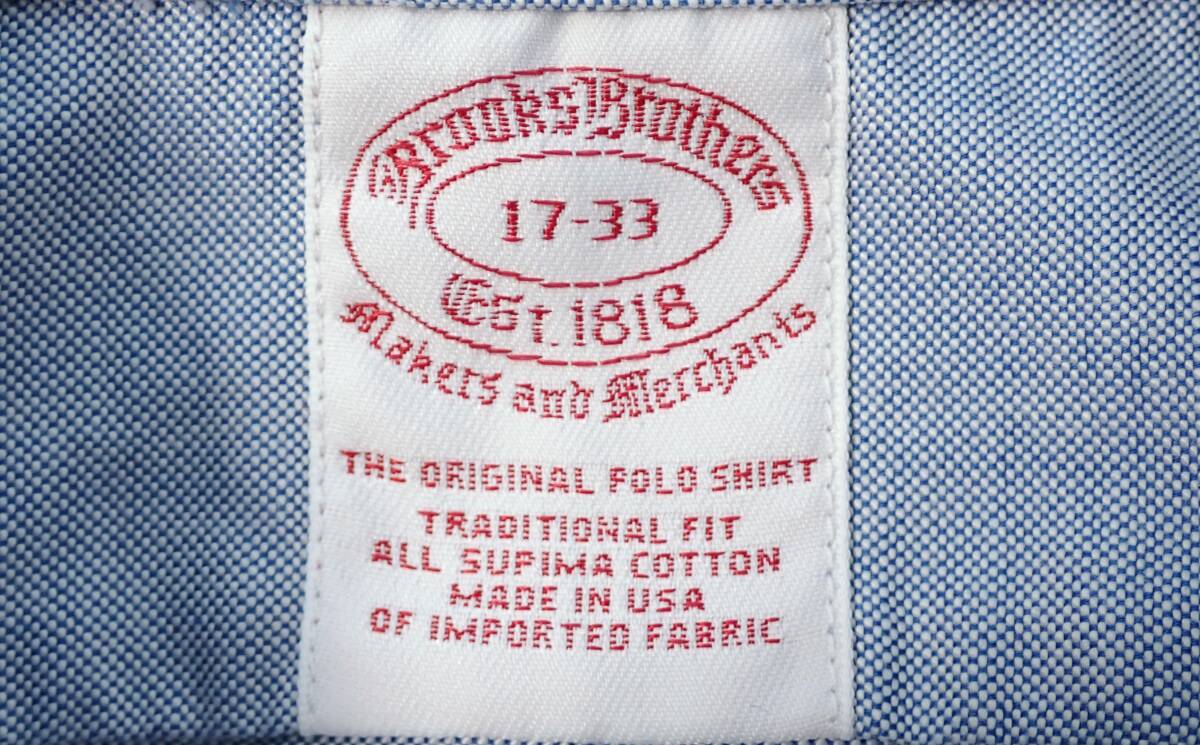 Brooks Brothers
17-33
Est. 1818
Makers and Merchants
THE ORIGINAL POLO SHIRT
TRADITIONAL FIT
ALL SUPIMA COTTON
MADE IN USA
OF IMPORTED FABRIC